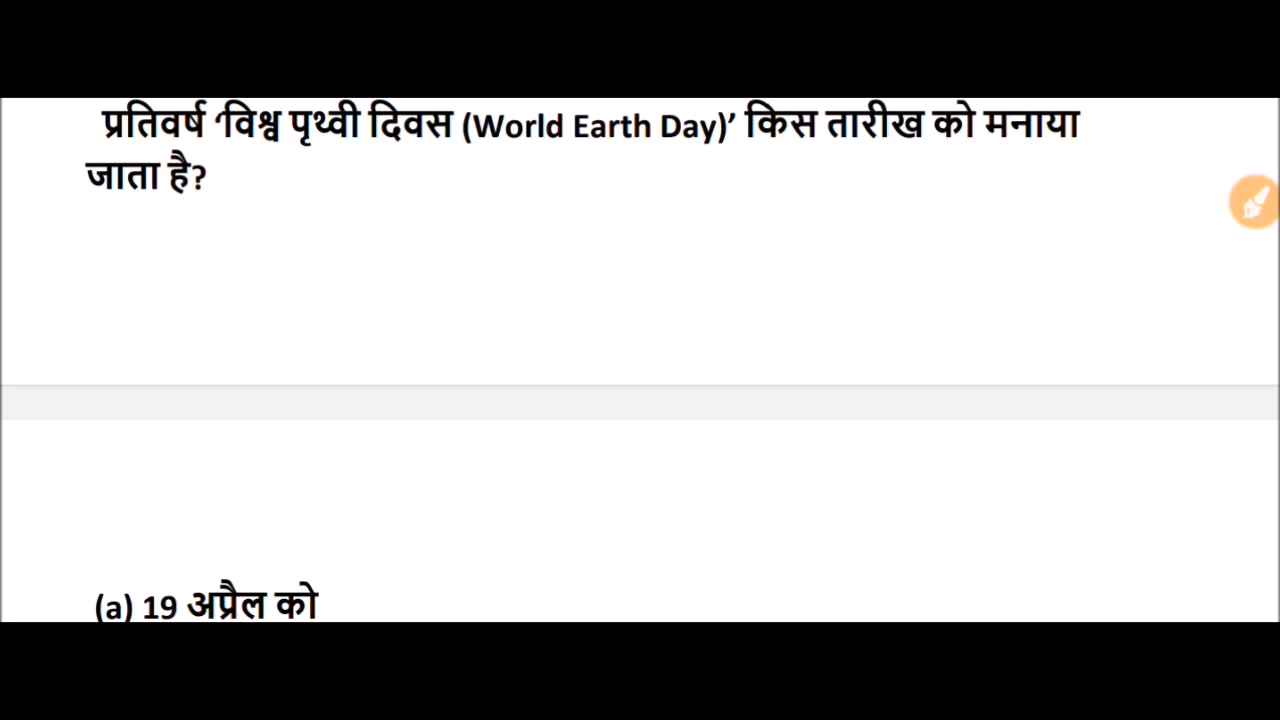 प्रतिवर्ष ‘विश्व पृथ्वी दिवस (World Earth Day)’ किस तारीख को मनाया
जाता है?
(a) 19 अप्रैल को